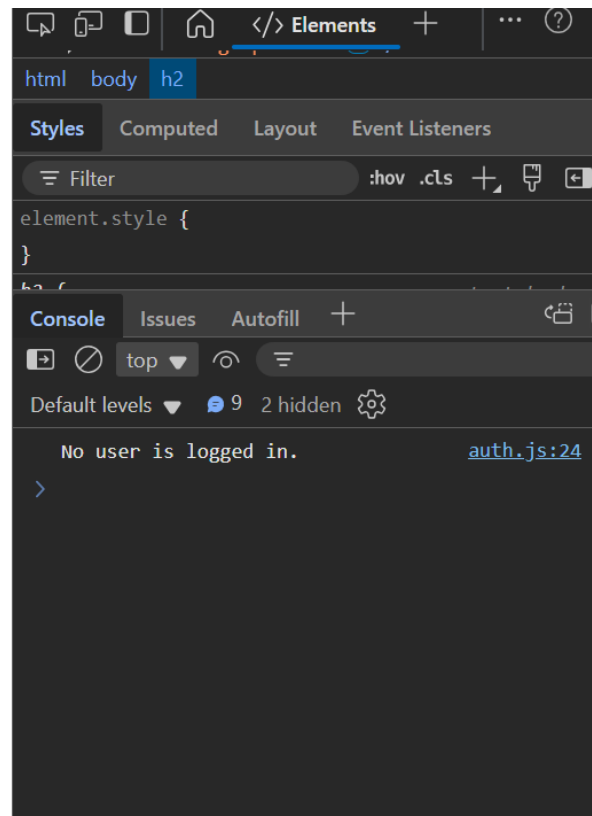 </> Elements
html body h2
Styles Computed Layout Event Listeners
Filter :hov .cls
element.style {
}
h2 {
Console Issues Autofill
top
Default levels 9 2 hidden
No user is logged in. auth.js:24